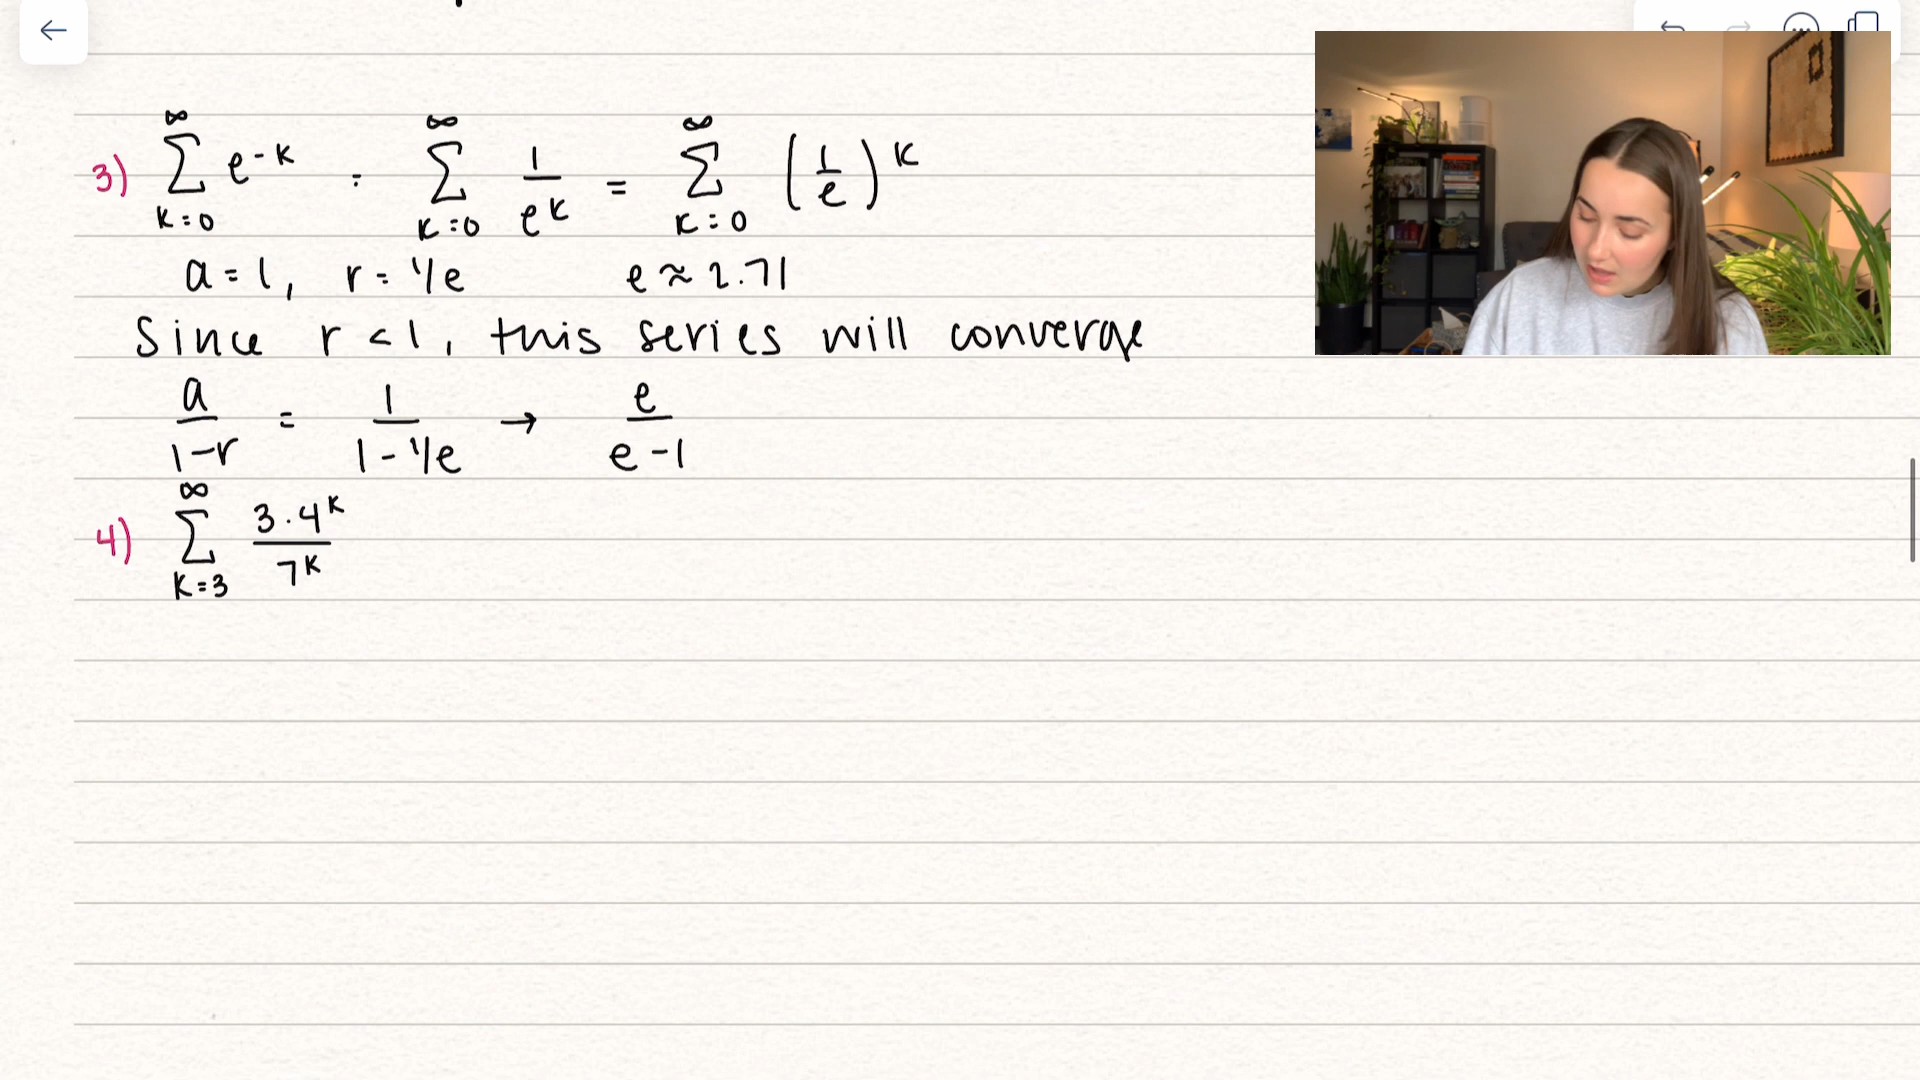 3) ∞ ∑ k=0 e^-k = ∞ ∑ k=0 1/e^k = ∞ ∑ k=0 (1/e)^k
a = 1, r = 1/e e ≈ 2.71
Since r < 1, this series will converge
a/1-r = 1/1-1/e → e/e-1
4) ∞ ∑ k=3 3·4^k/7^k